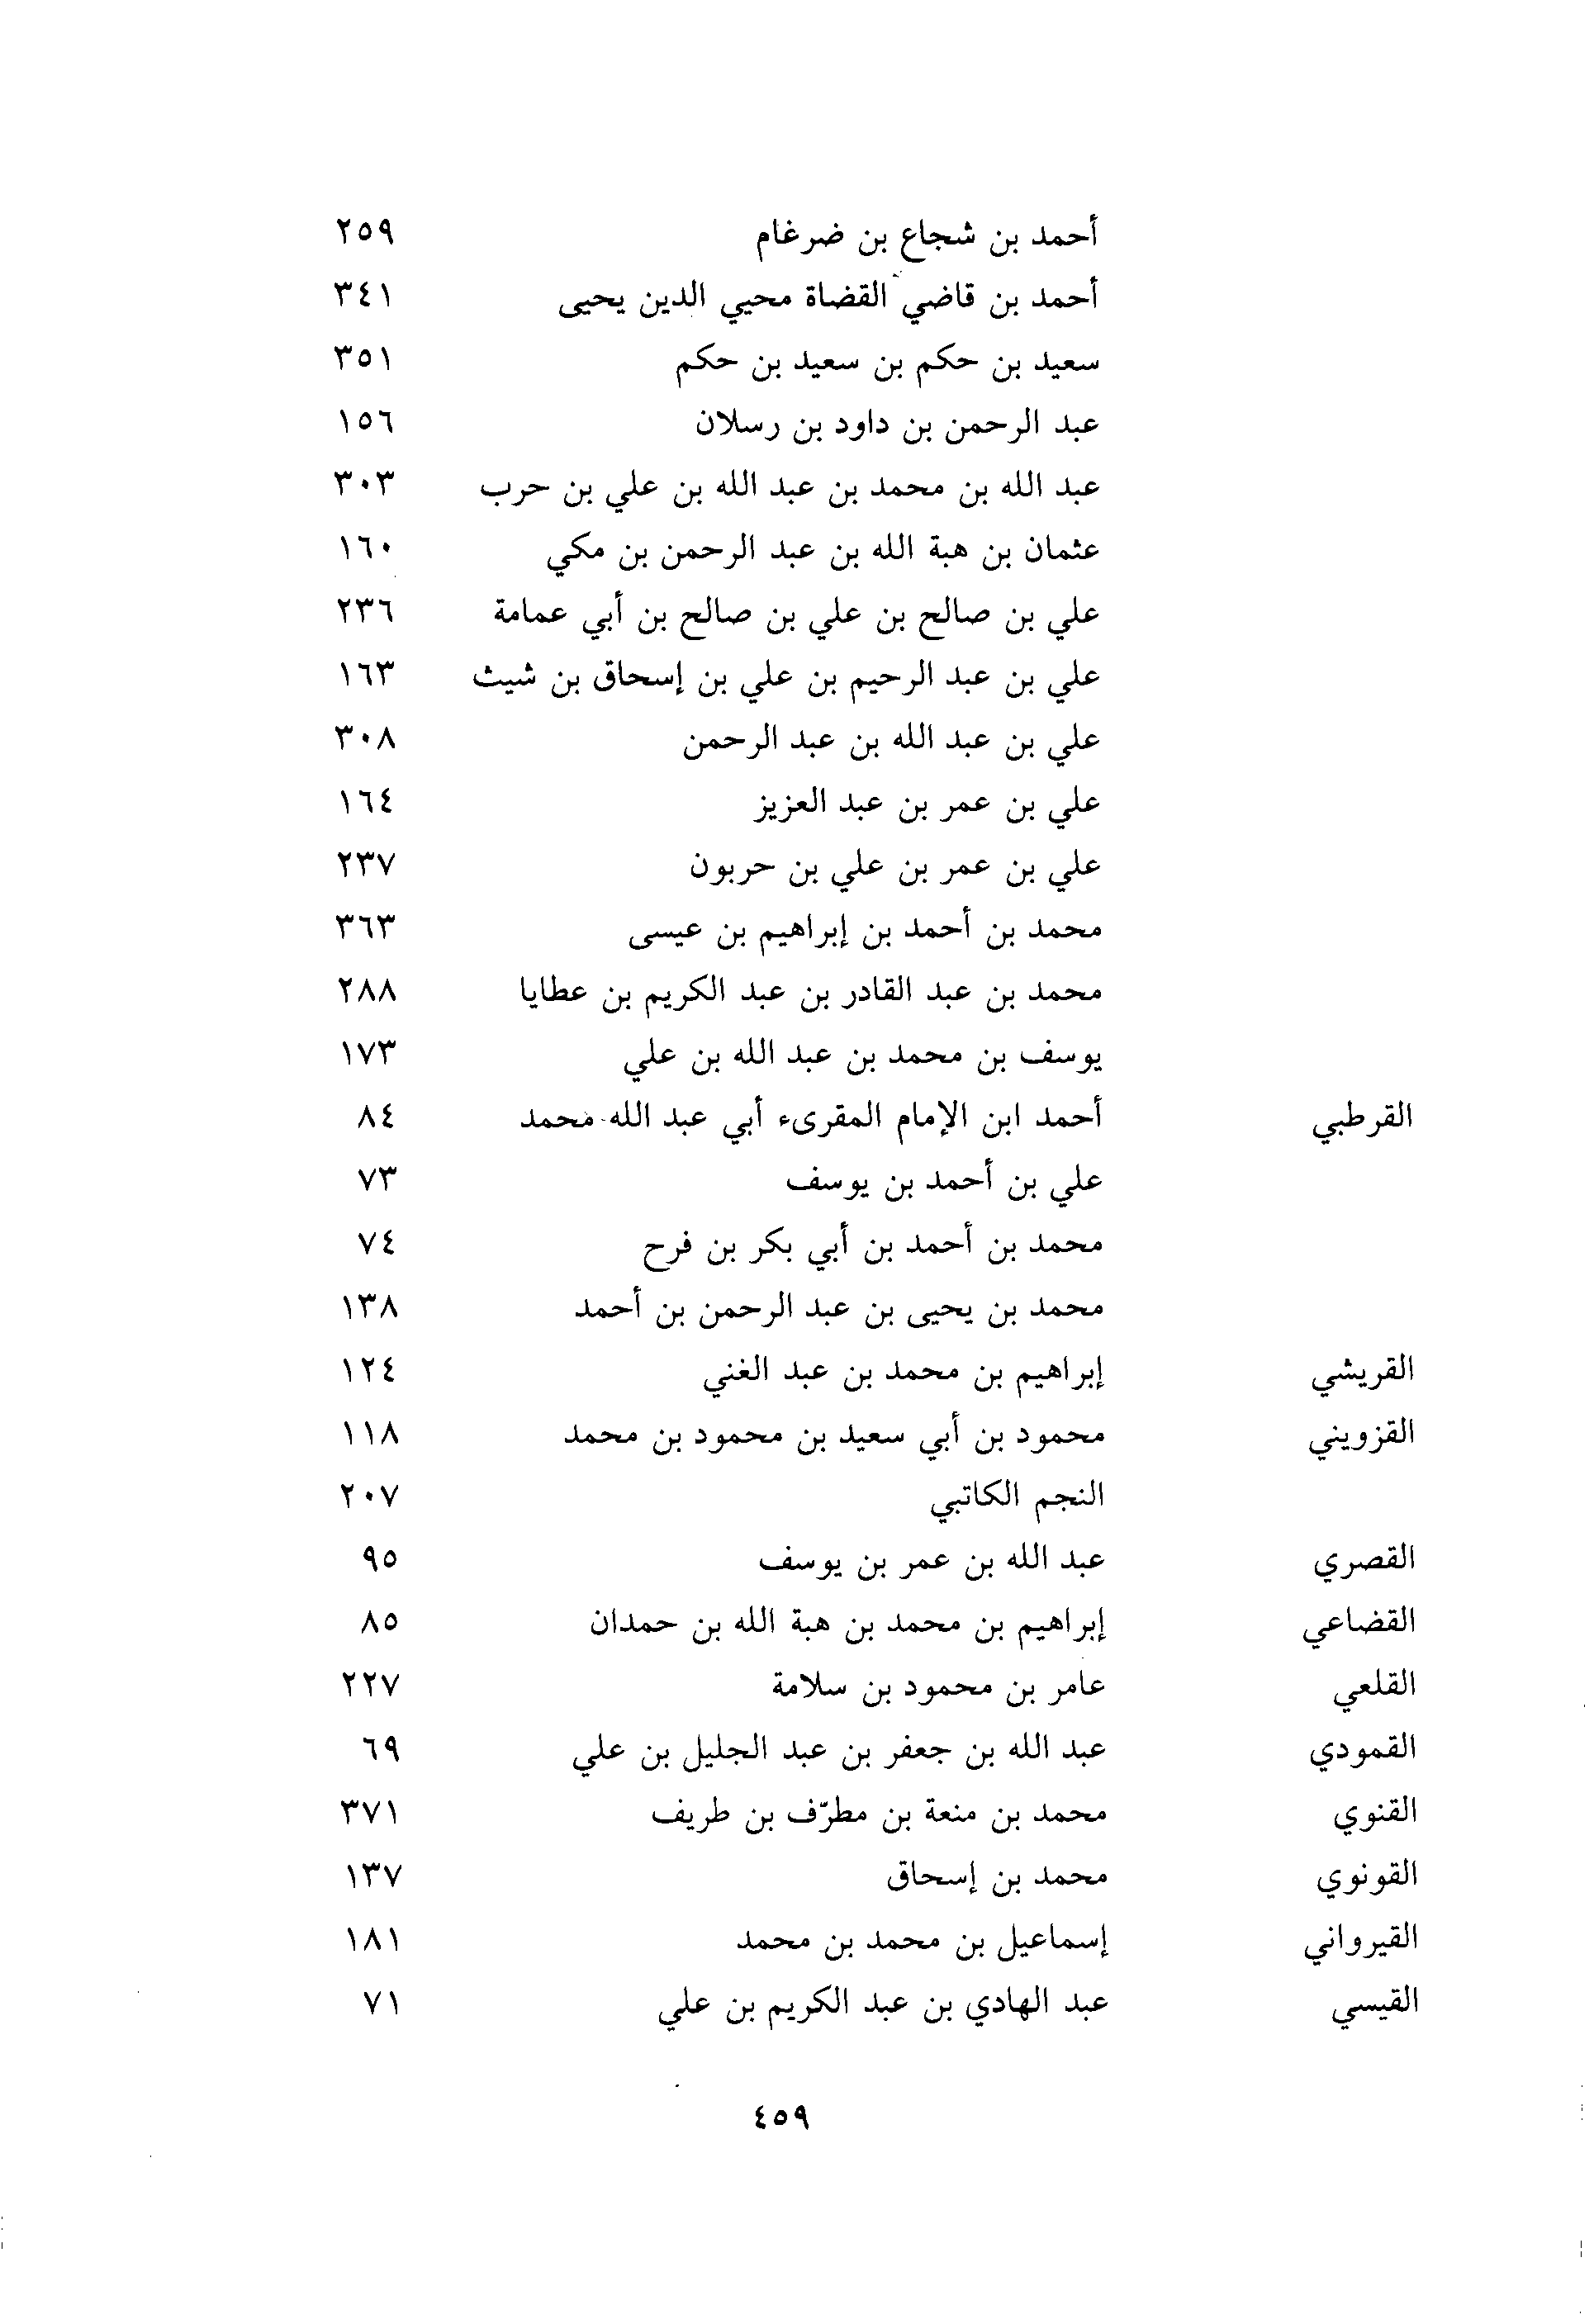 أحمد بن شجاع بن ضرغام ٢٥٩
أحمد بن قاضي القضاة محيي الدين يحيى ٣٤١
سعيد بن حكم بن سعيد بن حكم ٣٥١
عبد الرحمن بن داود بن رسلان ١٥٦
عبد الله بن محمد بن عبد الله بن علي بن حرب ٣٠٣
عثمان بن هبة الله بن عبد الرحمن بن مكي ١٦٠
علي بن صالح بن علي بن صالح بن أبي عمامة ٢٣٦
علي بن عبد الرحيم بن علي بن إسحاق بن شيث ١٦٣
علي بن عبد الله بن عبد الرحمن ٣٠٨
علي بن عمر بن عبد العزيز ١٦٤
علي بن عمر بن علي بن حربون ٢٣٧
محمد بن أحمد بن إبراهيم بن عيسى ٣٦٣
محمد بن عبد القادر بن عبد الكريم بن عطايا ٢٨٨
يوسف بن محمد بن عبد الله بن علي ١٧٣
القرطبي أحمد ابن الإمام المقرىء أبي عبد الله محمد ٨٤
علي بن أحمد بن يوسف ٧٣
محمد بن أحمد بن أبي بكر بن فرح ٧٤
محمد بن يحيى بن عبد الرحمن بن أحمد ١٣٨
القريشي إبراهيم بن محمد بن عبد الغني ١٢٤
القزويني محمود بن أبي سعيد بن محمود بن محمد ١١٨
النجم الكاتبي ٢٠٧
القصري عبد الله بن عمر بن يوسف ٩٥
القضاعي إبراهيم بن محمد بن هبة الله بن حمدان ٨٥
القلعي عامر بن محمود بن سلامة ٢٢٧
القمودي عبد الله بن جعفر بن عبد الجليل بن علي ٦٩
القنوي محمد بن منعة بن مطرّف بن طريف ٣٧١
القونوي محمد بن إسحاق ١٣٧
القيرواني إسماعيل بن محمد بن محمد ١٨١
القيسي عبد الهادي بن عبد الكريم بن علي ٧١
٤٥٩